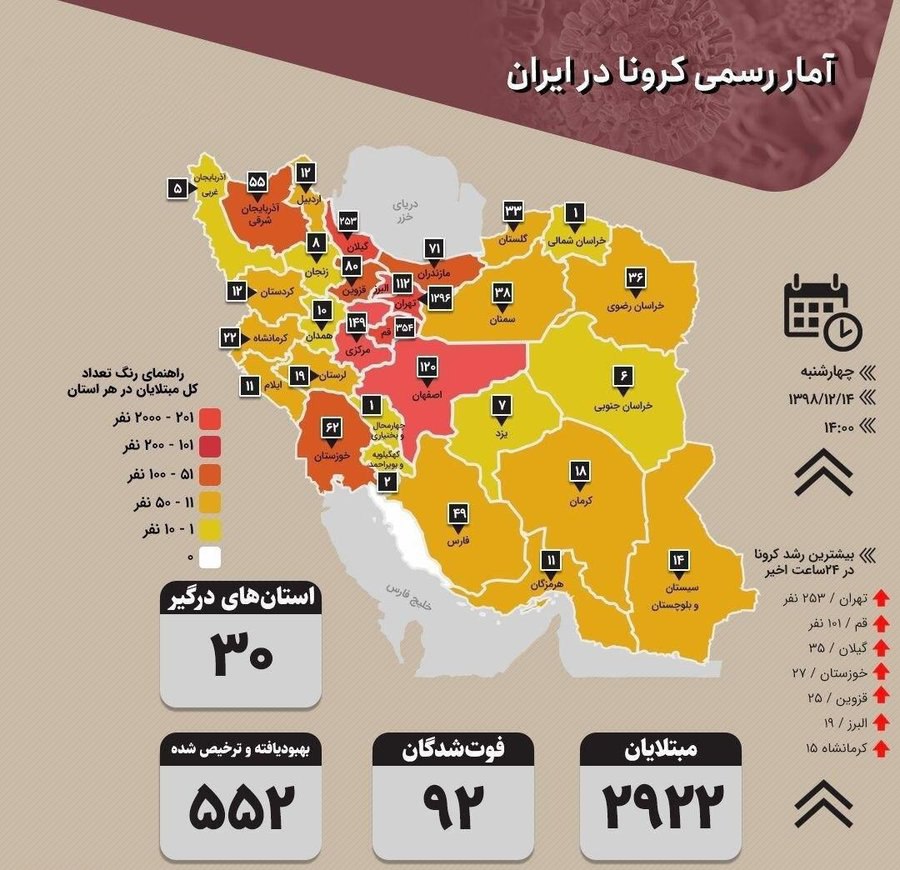 آمار رسمی کرونا در ایران
دریای
خزر
۵
آذربایجان
غربی
۵۵
آذربایجان
شرقی
۱۲
اردبیل
۲۵۳
گیلان
۸
زنجان
۸۰
قزوین
۷۱
مازندران
۱۱۲
البرز
تهران
۱۲۹۶
۳۳
گلستان
۱
خراسان شمالی
۳۶
خراسان رضوی
۳۸
سمنان
۱۲
کردستان
۱۰
همدان
۱۴۹
مرکزی
۳۵۴
قم
۲۲
کرمانشاه
۱۱
ایلام
۱۹
لرستان
۱۲۰
اصفهان
۶
خراسان جنوبی
۷
یزد
۱
چهارمحال
و بختیاری
۶۲
خوزستان
کهگیلویه
و بویراحمد
۲
۴۹
فارس
۱۸
کرمان
۱۱
هرمزگان
۱۴
سیستان
و بلوچستان
خلیج فارس
چهارشنبه
۱۳۹۸/۱۲/۱۴
۱۴:۰۰
بیشترین رشد کرونا
در ۲۴ساعت اخیر
تهران / ۲۵۳ نفر
قم / ۱۰۱ نفر
گیلان / ۳۵
خوزستان / ۲۷
قزوین / ۲۵
البرز / ۱۹
کرمانشاه ۱۵
راهنمای رنگ تعداد
کل مبتلایان در هر استان
۲۰۱ - ۲۰۰۰ نفر
۱۰۱ - ۲۰۰ نفر
۵۱ - ۱۰۰ نفر
۱۱ - ۵۰ نفر
۱ - ۱۰ نفر
۰
استان‌های درگیر
۳۰
مبتلایان
۲۹۲۲
فوت‌شدگان
۹۲
بهبودیافته و ترخیص شده
۵۵۲